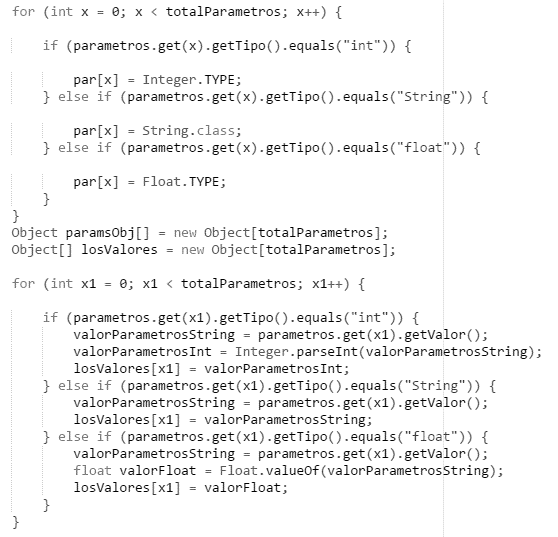 for (int x = 0; x < totalParametros; x++) {
if (parametros.get(x).getTipo().equals("int")) {
par[x] = Integer.TYPE;
} else if (parametros.get(x).getTipo().equals("String")) {
par[x] = String.class;
} else if (parametros.get(x).getTipo().equals("float")) {
par[x] = Float.TYPE;
}
}
Object paramsObj[] = new Object[totalParametros];
Object[] losValores = new Object[totalParametros];
for (int x1 = 0; x1 < totalParametros; x1++) {
if (parametros.get(x1).getTipo().equals("int")) {
valorParametrosString = parametros.get(x1).getValor();
valorParametrosInt = Integer.parseInt(valorParametrosString);
losValores[x1] = valorParametrosInt;
} else if (parametros.get(x1).getTipo().equals("String")) {
valorParametrosString = parametros.get(x1).getValor();
losValores[x1] = valorParametrosString;
} else if (parametros.get(x1).getTipo().equals("float")) {
valorParametrosString = parametros.get(x1).getValor();
float valorFloat = Float.valueOf(valorParametrosString);
losValores[x1] = valorFloat;
}
}